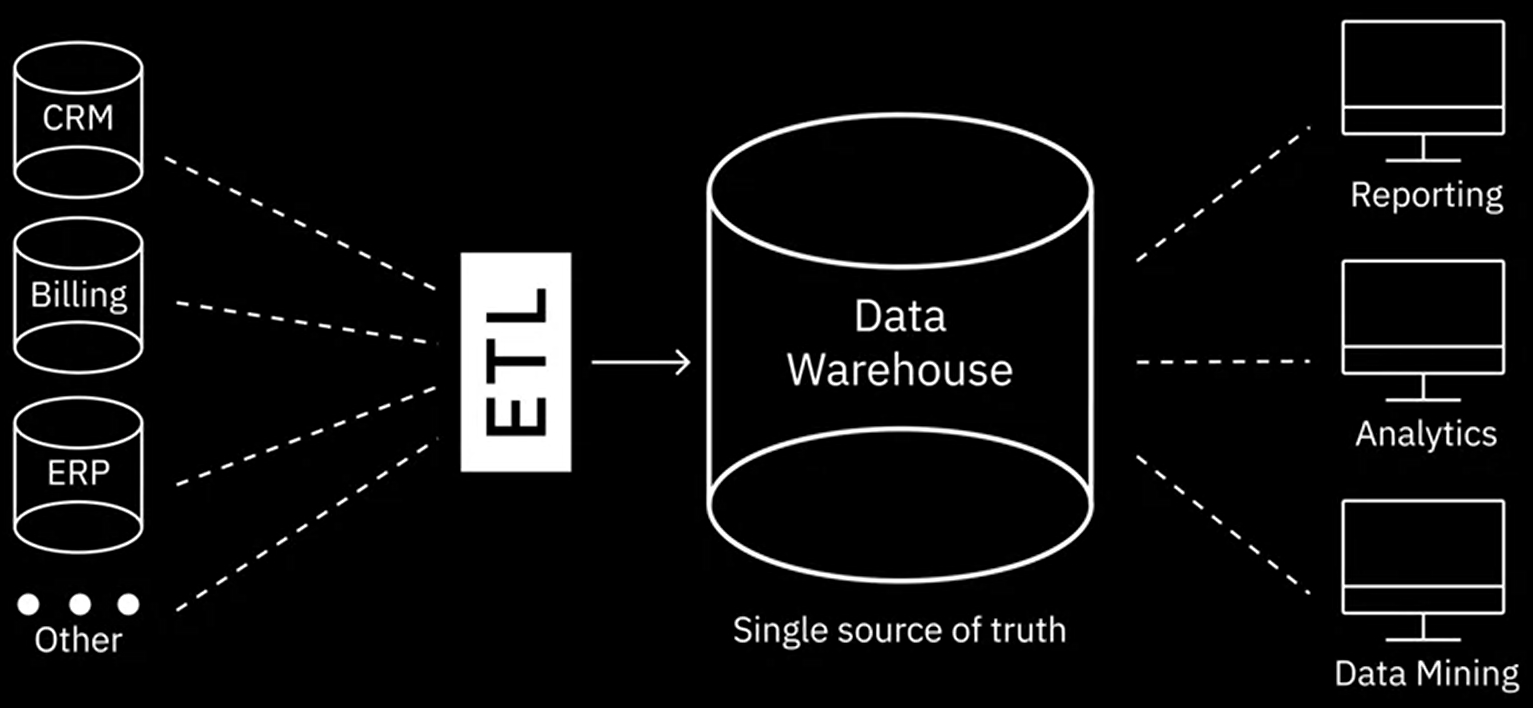 CRM
Billing
ERP
Other
ETL
Data
Warehouse
Single source of truth
Reporting
Analytics
Data Mining